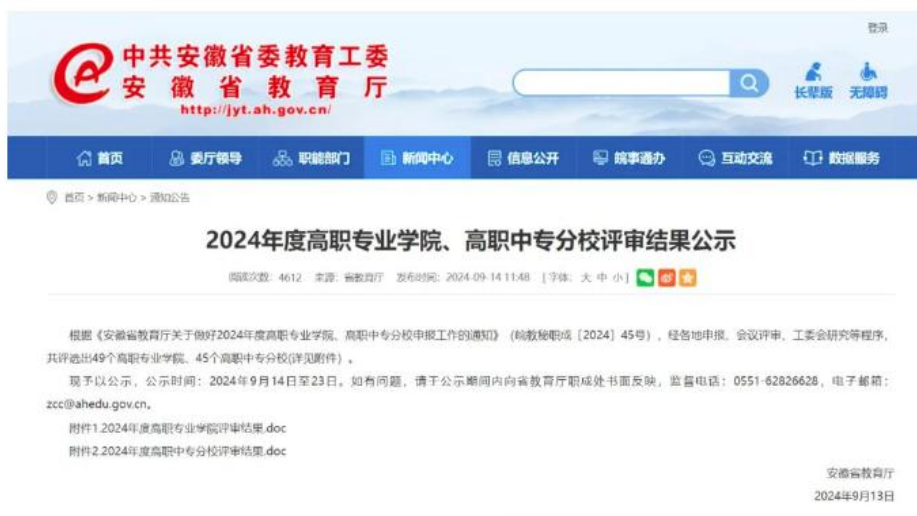 登录
中共安徽省委教育工委
安徽省教育厅
http://jyt.ah.gov.cn/
长辈版 无障碍
首页 委厅领导 职能部门 新闻中心 信息公开 皖事通办 互动交流 数据服务
首页 > 新闻中心 > 通知公告
2024年度高职专业学院、高职中专分校评审结果公示
阅读次数: 4612 来源: 省教育厅 发布时间: 2024-09-14 11:48 [ 字体: 大 中 小 ]
根据《安徽省教育厅关于做好2024年度高职专业学院、高职中专分校申报工作的通知》（皖教秘职成〔2024〕45号），经各地申报、会议评审、工委会研究等程序，
共评选出49个高职专业学院、45个高职中专分校(详见附件）。
现予以公示，公示时间：2024年9月14日至23日。如有问题，请于公示期间内向省教育厅职成处书面反映，监督电话：0551-62826628，电子邮箱：
zcc@ahedu.gov.cn。
附件1.2024年度高职专业学院评审结果.doc
附件2.2024年度高职中专分校评审结果.doc
安徽省教育厅
2024年9月13日